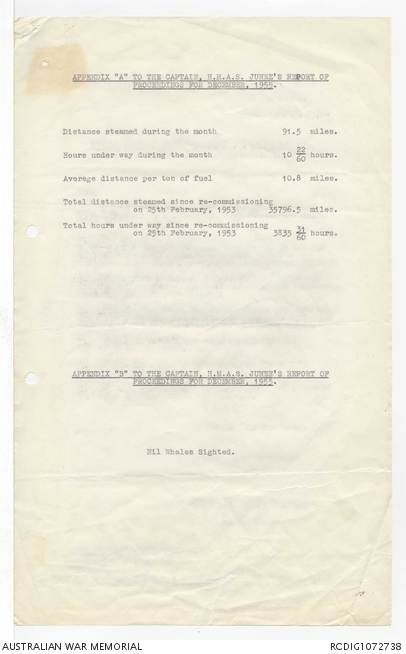 APPENDIX "A" TO THE CAPTAIN, H.M.A.S. JUNEE'S REPORT OF
PROCEEDINGS FOR DECEMBER, 1955.
Distance steamed during the month 91.5 miles.
Hours under way during the month 10 22/60 hours.
Average distance per ton of fuel 10.8 miles.
Total distance steamed since re-commissioning
on 25th February, 1953 35796.5 miles.
Total hours under way since re-commissioning
on 25th February, 1953 3835 31/60 hours.
APPENDIX "B" TO THE CAPTAIN, H.M.A.S. JUNEE'S REPORT OF
PROCEEDINGS FOR DECEMBER, 1955.
Nil Whales Sighted.
AUSTRALIAN WAR MEMORIAL RCDIG1072738